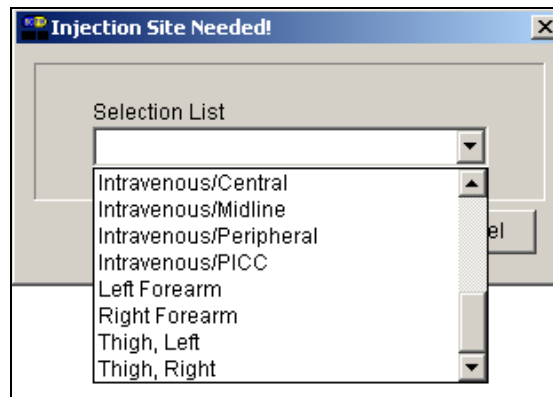 Injection Site Needed!
Selection List
Intravenous/Central
Intravenous/Midline
Intravenous/Peripheral
Intravenous/PICC
el
Left Forearm
Right Forearm
Thigh, Left
Thigh, Right